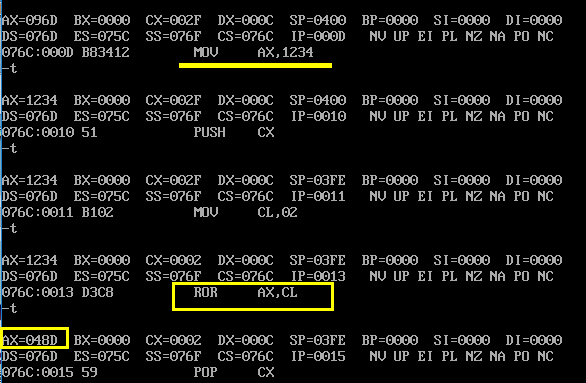 AX=096D  BX=0000  CX=002F  DX=000C  SP=0400  BP=0000  SI=0000  DI=0000
DS=076D  ES=075C  SS=076F  CS=076C  IP=000D   NV UP EI PL NZ NA PO NC
076C:000D B83412        MOV     AX,1234
-t
AX=1234  BX=0000  CX=002F  DX=000C  SP=0400  BP=0000  SI=0000  DI=0000
DS=076D  ES=075C  SS=076F  CS=076C  IP=0010   NV UP EI PL NZ NA PO NC
076C:0010 51            PUSH    CX
-t
AX=1234  BX=0000  CX=002F  DX=000C  SP=03FE  BP=0000  SI=0000  DI=0000
DS=076D  ES=075C  SS=076F  CS=076C  IP=0011   NV UP EI PL NZ NA PO NC
076C:0011 B102          MOV     CL,02
-t
AX=1234  BX=0000  CX=0002  DX=000C  SP=03FE  BP=0000  SI=0000  DI=0000
DS=076D  ES=075C  SS=076F  CS=076C  IP=0013   NV UP EI PL NZ NA PO NC
076C:0013 D3C8          ROR     AX,CL
-t
AX=048D  BX=0000  CX=0002  DX=000C  SP=03FE  BP=0000  SI=0000  DI=0000
DS=076D  ES=075C  SS=076F  CS=076C  IP=0015   NV UP EI PL NZ NA PO NC
076C:0015 59            POP     CX